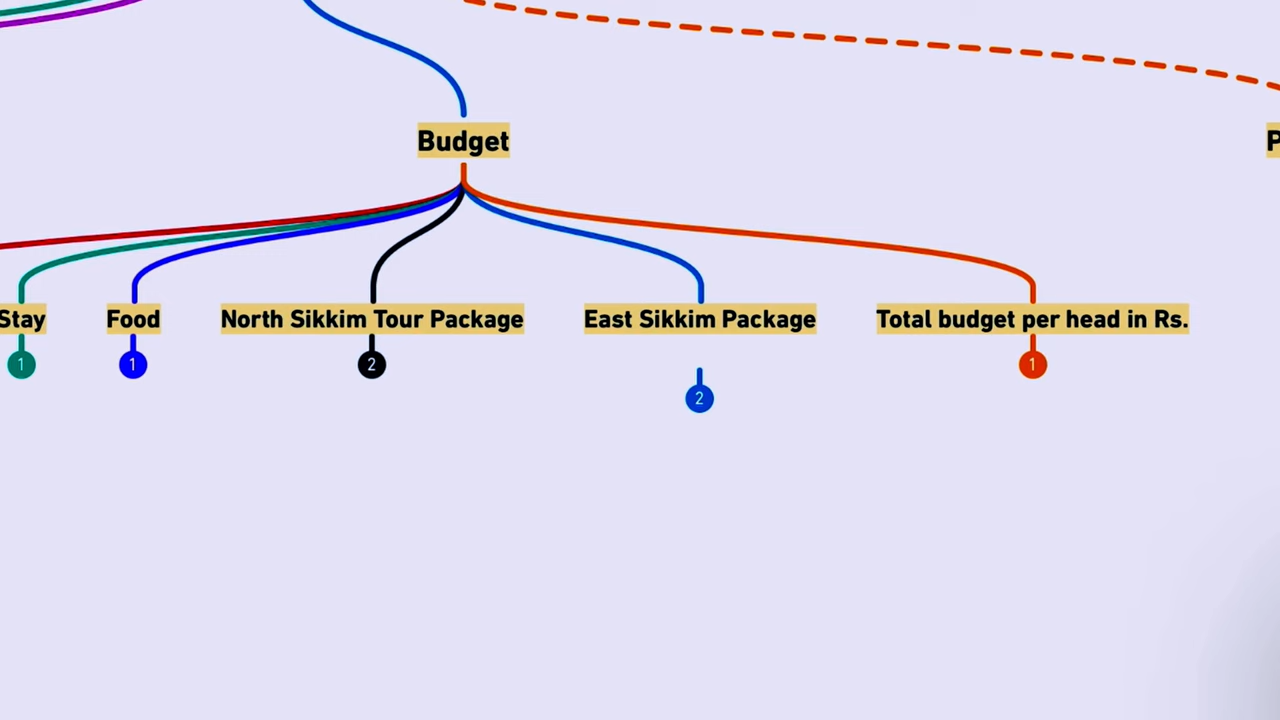 Budget
Stay
Food
North Sikkim Tour Package
East Sikkim Package
Total budget per head in Rs.
1
1
2
1
2